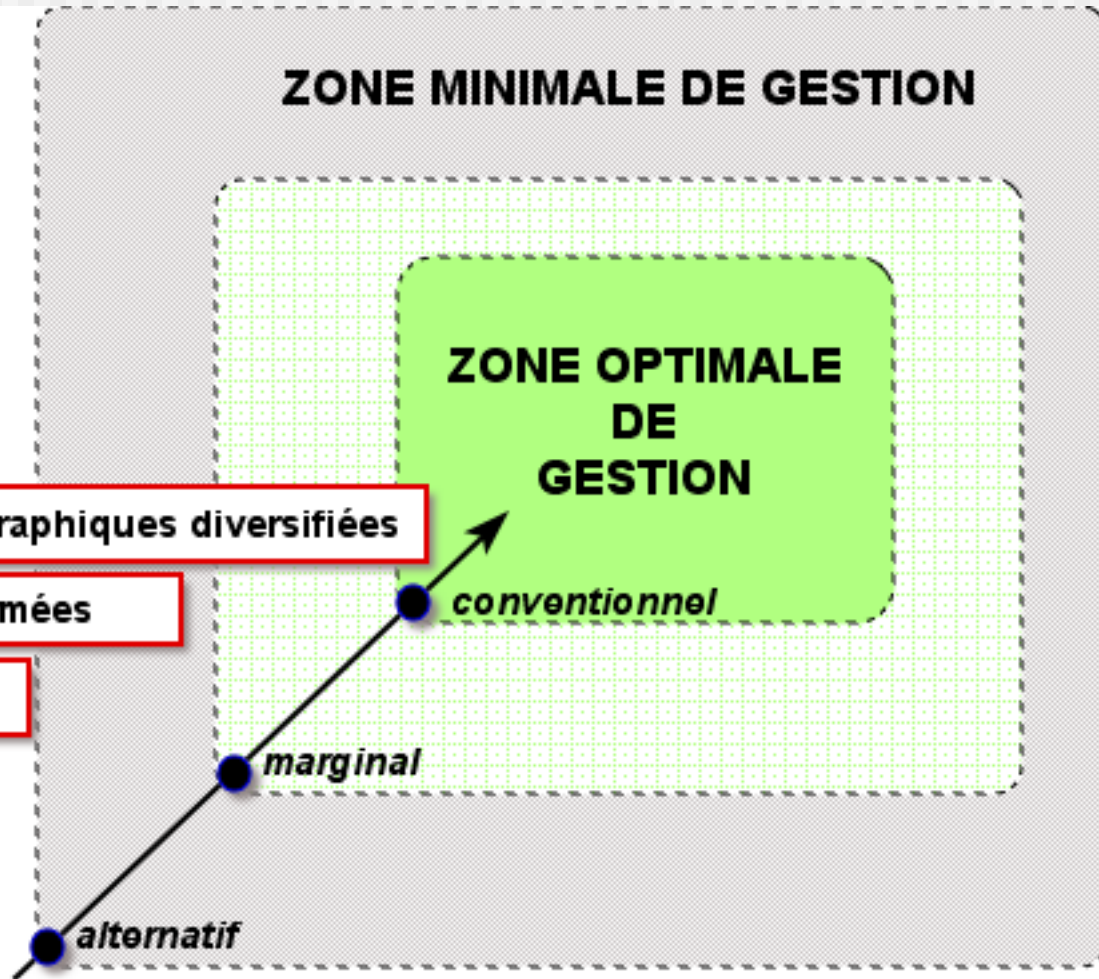 ZONE MINIMALE DE GESTION
ZONE OPTIMALE
DE
GESTION
raphiques diversifiées
mées
conventionnel
marginal
alternatif